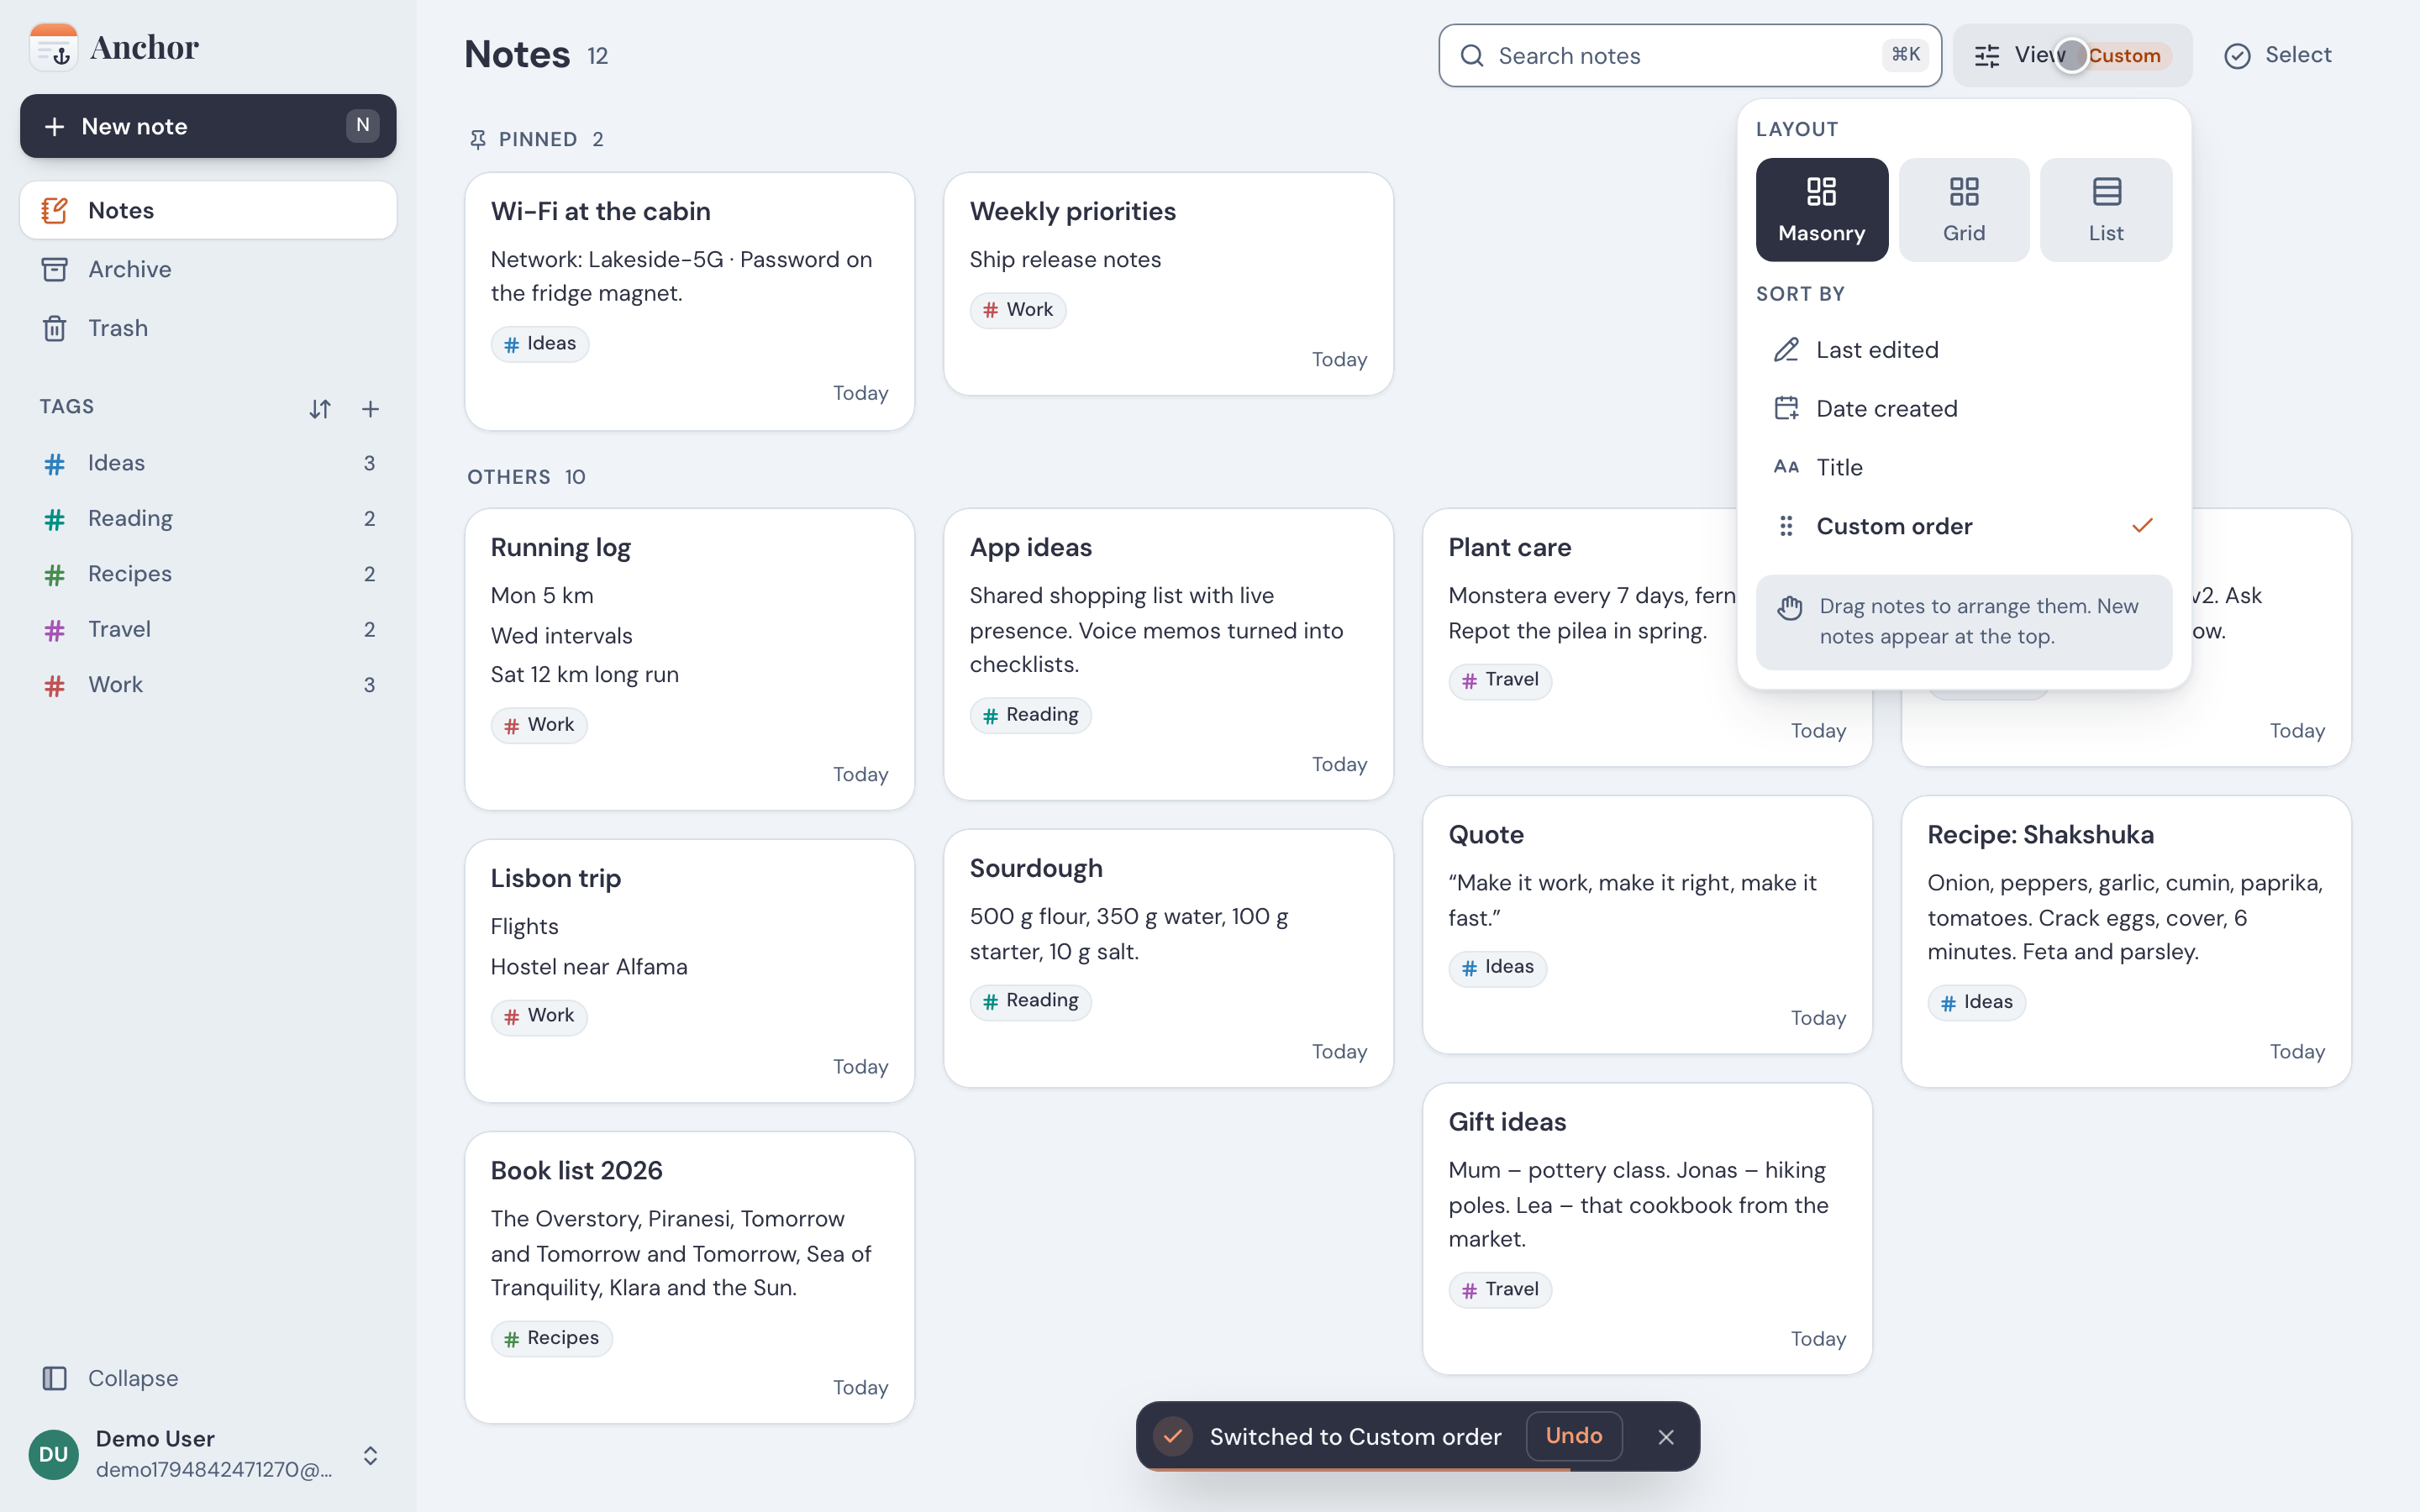 Anchor
New note
N
Notes
Archive
Trash
TAGS
Ideas 3
Reading 2
Recipes 2
Travel 2
Work 3
Collapse
DU
Demo User
demo1794842471270@...
Notes 12
Search notes
⌘K
View
Custom
Select
PINNED 2
Wi-Fi at the cabin
Network: Lakeside-5G · Password on
the fridge magnet.
# Ideas
Today
Weekly priorities
Ship release notes
# Work
Today
OTHERS 10
Running log
Mon 5 km
Wed intervals
Sat 12 km long run
# Work
Today
Lisbon trip
Flights
Hostel near Alfama
# Work
Today
Book list 2026
The Overstory, Piranesi, Tomorrow
and Tomorrow and Tomorrow, Sea of
Tranquility, Klara and the Sun.
# Recipes
Today
App ideas
Shared shopping list with live
presence. Voice memos turned into
checklists.
# Reading
Today
Sourdough
500 g flour, 350 g water, 100 g
starter, 10 g salt.
# Reading
Today
Plant care
Monstera every 7 days, fern
Repot the pilea in spring.
# Travel
Today
Quote
“Make it work, make it right, make it
fast.”
# Ideas
Today
Gift ideas
Mum – pottery class. Jonas – hiking
poles. Lea – that cookbook from the
market.
# Travel
Today
v2. Ask
ow.
Today
Recipe: Shakshuka
Onion, peppers, garlic, cumin, paprika,
tomatoes. Crack eggs, cover, 6
minutes. Feta and parsley.
# Ideas
Today
LAYOUT
Masonry
Grid
List
SORT BY
Last edited
Date created
Title
Custom order
Drag notes to arrange them. New
notes appear at the top.
Switched to Custom order
Undo